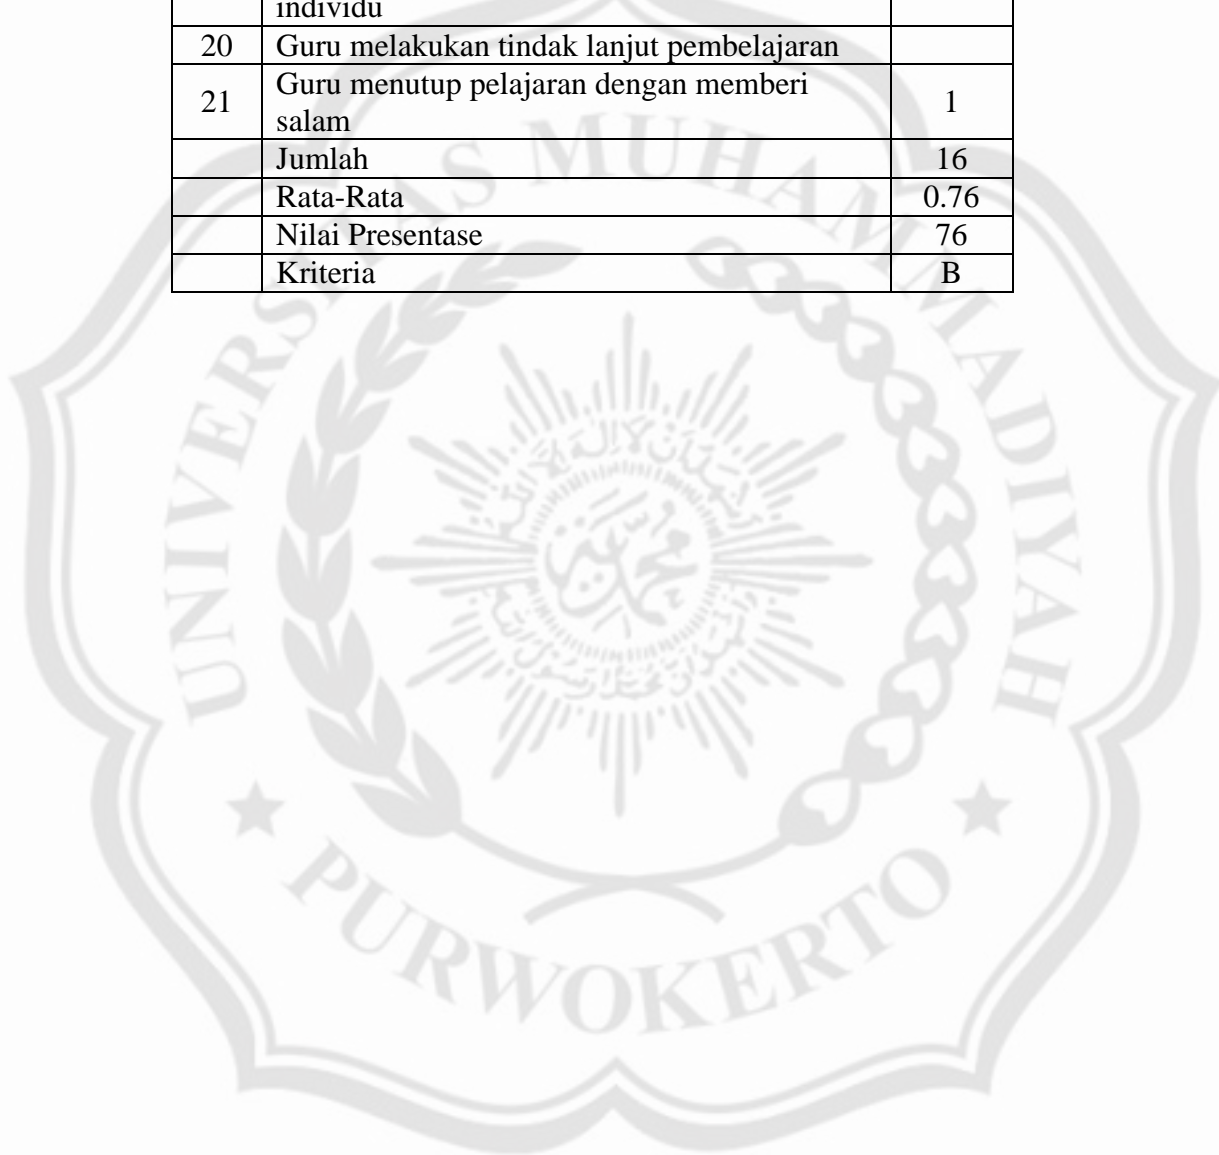 individu
20 Guru melakukan tindak lanjut pembelajaran
21 Guru menutup pelajaran dengan memberi
salam 1
Jumlah 16
Rata-Rata 0.76
Nilai Presentase 76
Kriteria B
UNIVERSITAS MUHAMMADIYAH
PURWOKERTO